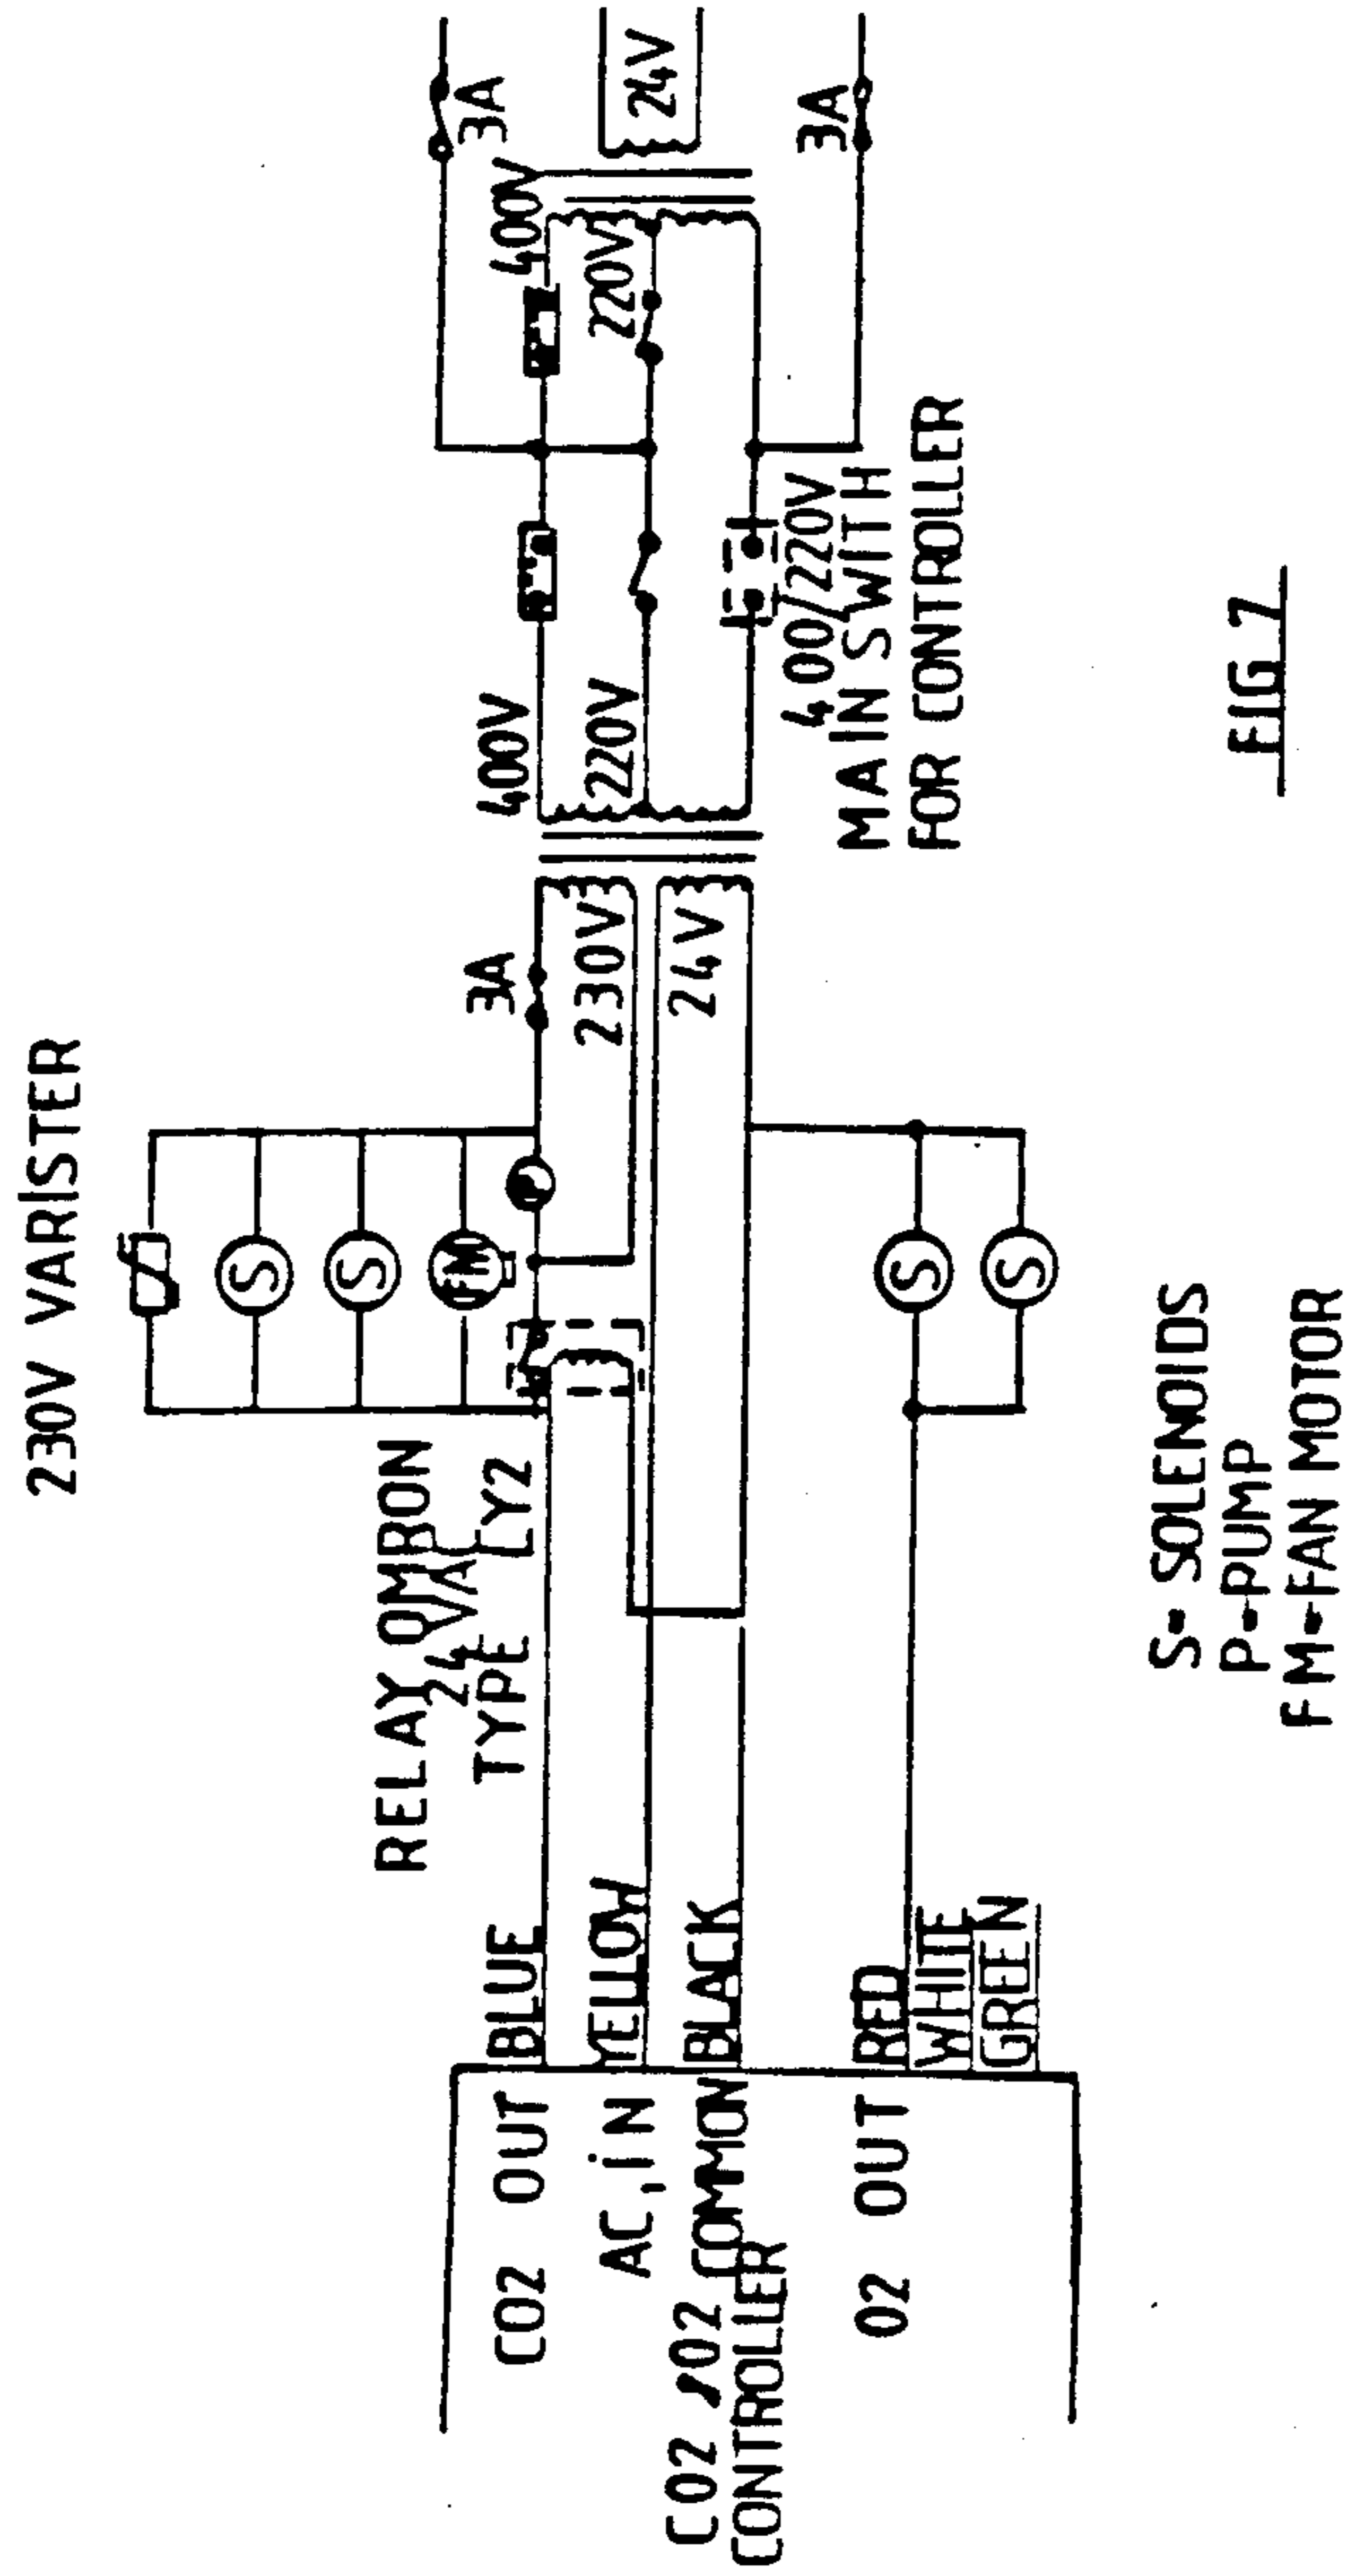 230V VARISTER
RELAY OMRON
24 VAC
TYPE LY2
3A
230V
24V
400V
220V
400V
220V
3A
24V
3A
400/220V
MAIN SWITH
FOR CONTROLLER
BLUE
YELLOW
BLACK
RED
WHITE
GREEN
CO2 OUT
AC, iN
COMMON
CO2 /O2
CONTROLLER
O2 OUT
FM
P
S
S
S
S
S= SOLENOIDS
P=PUMP
FM=FAN MOTOR
FIG 7